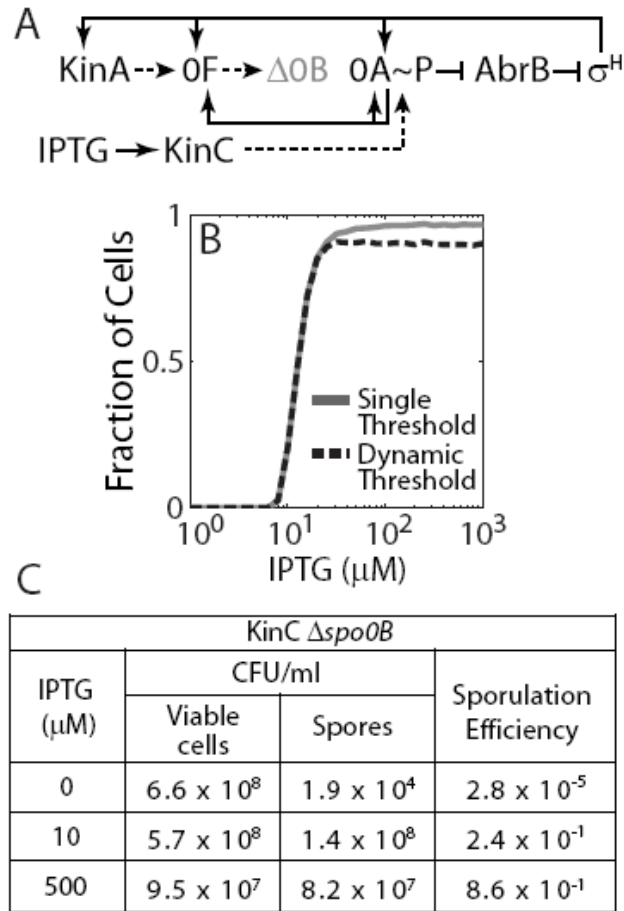 A
KinA 0F Δ0B 0A~P AbrB σᴴ
IPTG KinC
B
Fraction of Cells
1
0.5
0
Single Threshold
Dynamic Threshold
10⁰ 10¹ 10² 10³
IPTG (μM)
C
KinC Δspo0B
IPTG (μM)
CFU/ml
Viable cells
Spores
Sporulation Efficiency
0 6.6 x 10⁸ 1.9 x 10⁴ 2.8 x 10⁻⁵
10 5.7 x 10⁸ 1.4 x 10⁸ 2.4 x 10⁻¹
500 9.5 x 10⁷ 8.2 x 10⁷ 8.6 x 10⁻¹